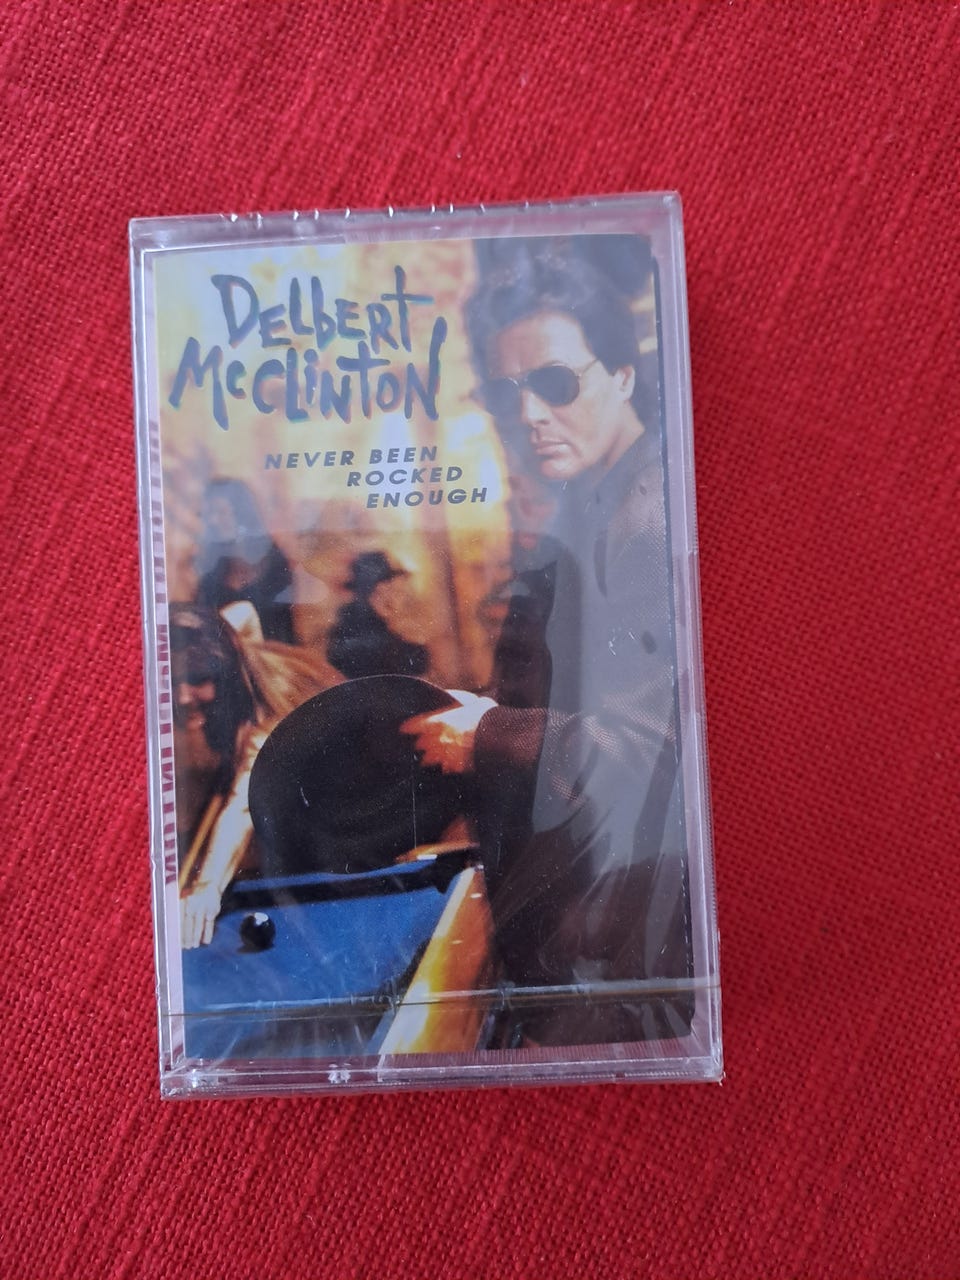 DELbERT
McCLiNTON
NEVER BEEN
ROCKED
ENOUGH